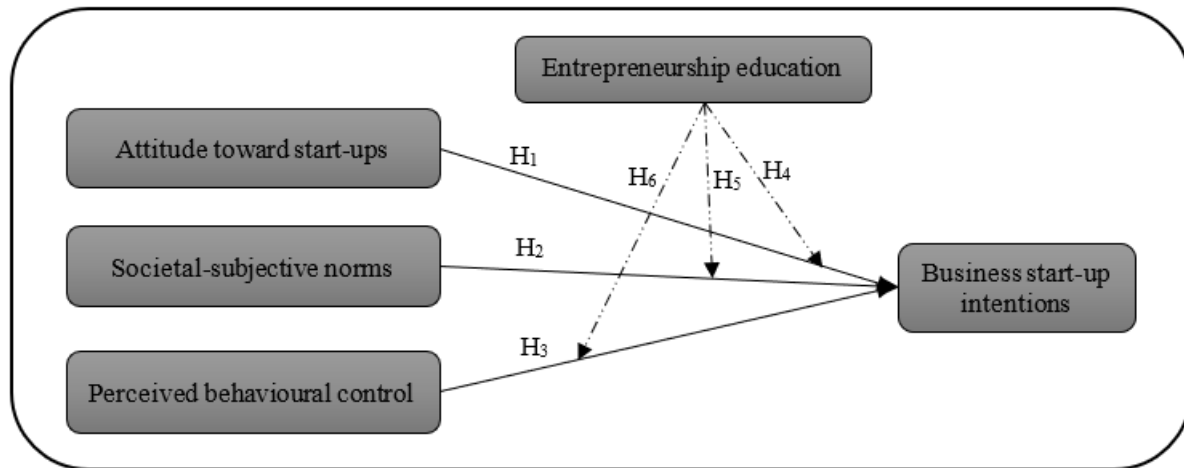 Entrepreneurship education
Attitude toward start-ups
H₁
H₆
H₅
H₄
Societal-subjective norms
H₂
Business start-up
intentions
H₃
Perceived behavioural control